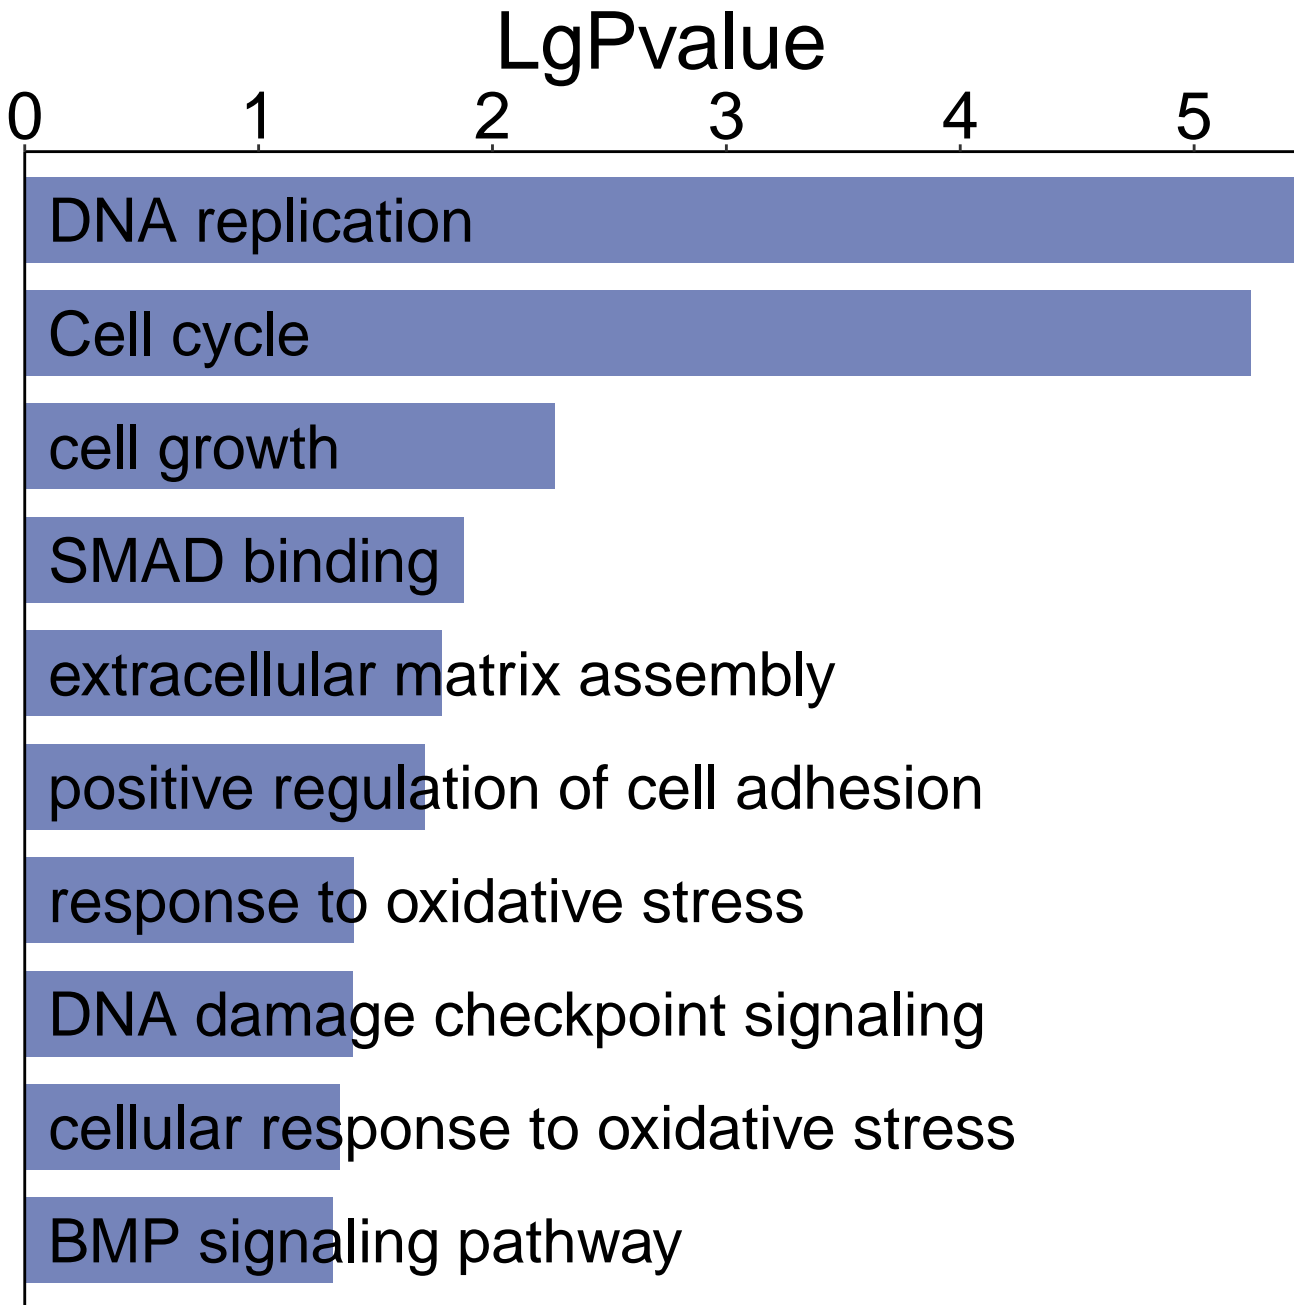 LgPvalue
0 1 2 3 4 5
DNA replication
Cell cycle
cell growth
SMAD binding
extracellular matrix assembly
positive regulation of cell adhesion
response to oxidative stress
DNA damage checkpoint signaling
cellular response to oxidative stress
BMP signaling pathway